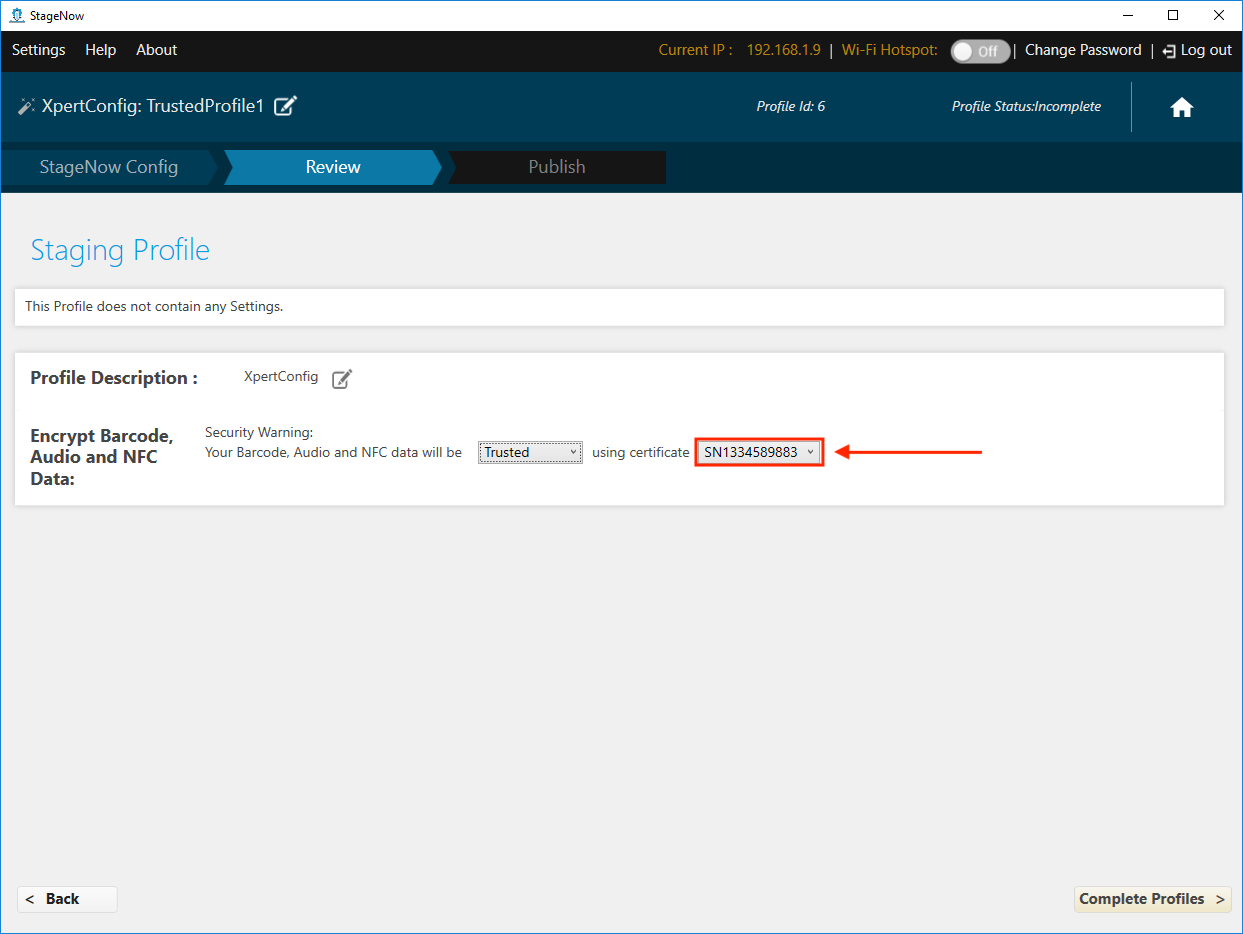 StageNow
Settings Help About Current IP : 192.168.1.9 | Wi-Fi Hotspot: Off | Change Password | Log out
XpertConfig: TrustedProfile1 Profile Id: 6 Profile Status:Incomplete
StageNow Config Review Publish
Staging Profile
This Profile does not contain any Settings.
Profile Description : XpertConfig
Encrypt Barcode,
Audio and NFC
Data:
Security Warning:
Your Barcode, Audio and NFC data will be Trusted using certificate SN1334589883
< Back Complete Profiles >